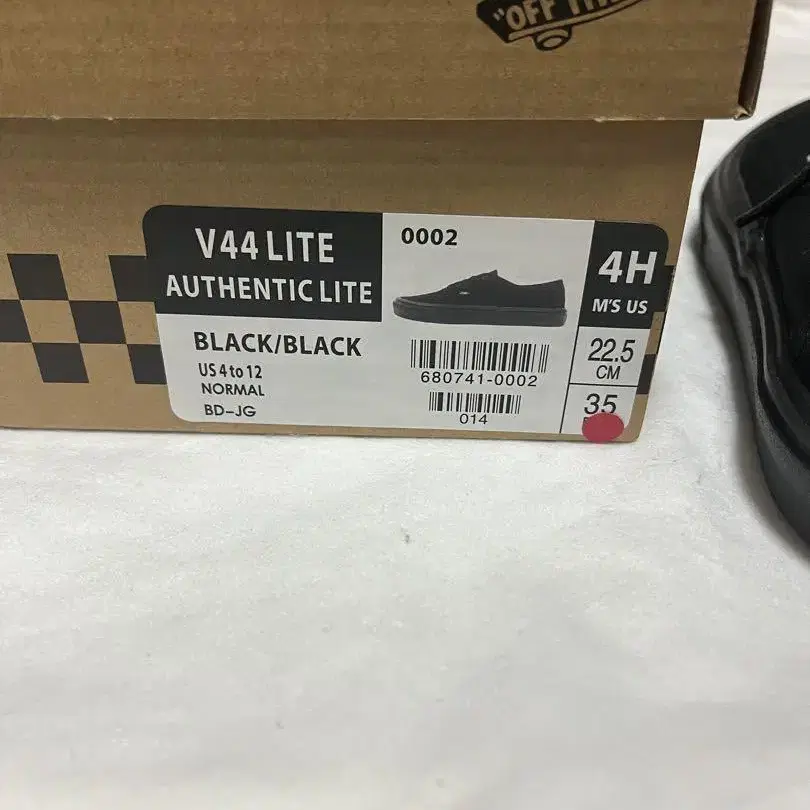 "OFF THE
V44 LITE
AUTHENTIC LITE
0002
4H
M'S US
BLACK/BLACK
US 4 to 12
NORMAL
BD-JG
680741-0002
014
22.5
CM
35